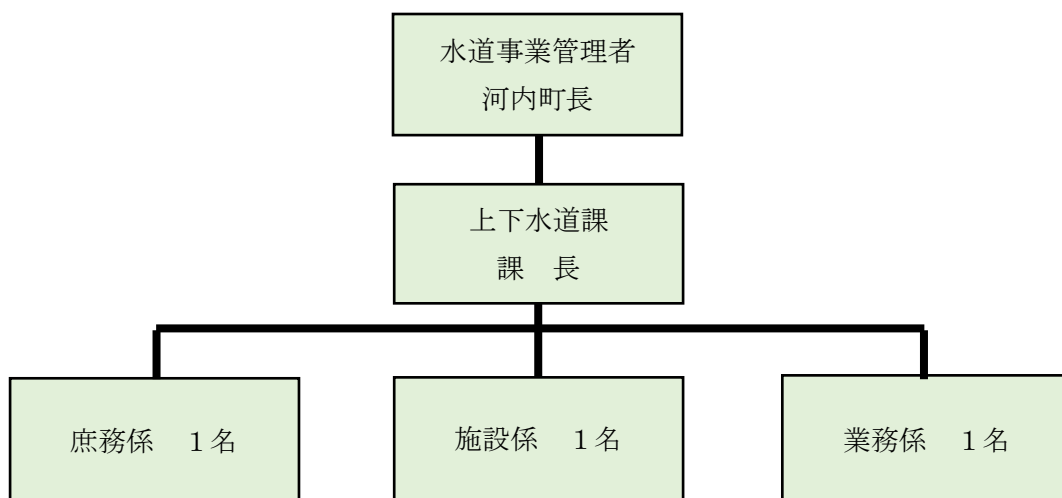 水道事業管理者
河内町長
上下水道課
課　長
庶務係　１名
施設係　１名
業務係　１名